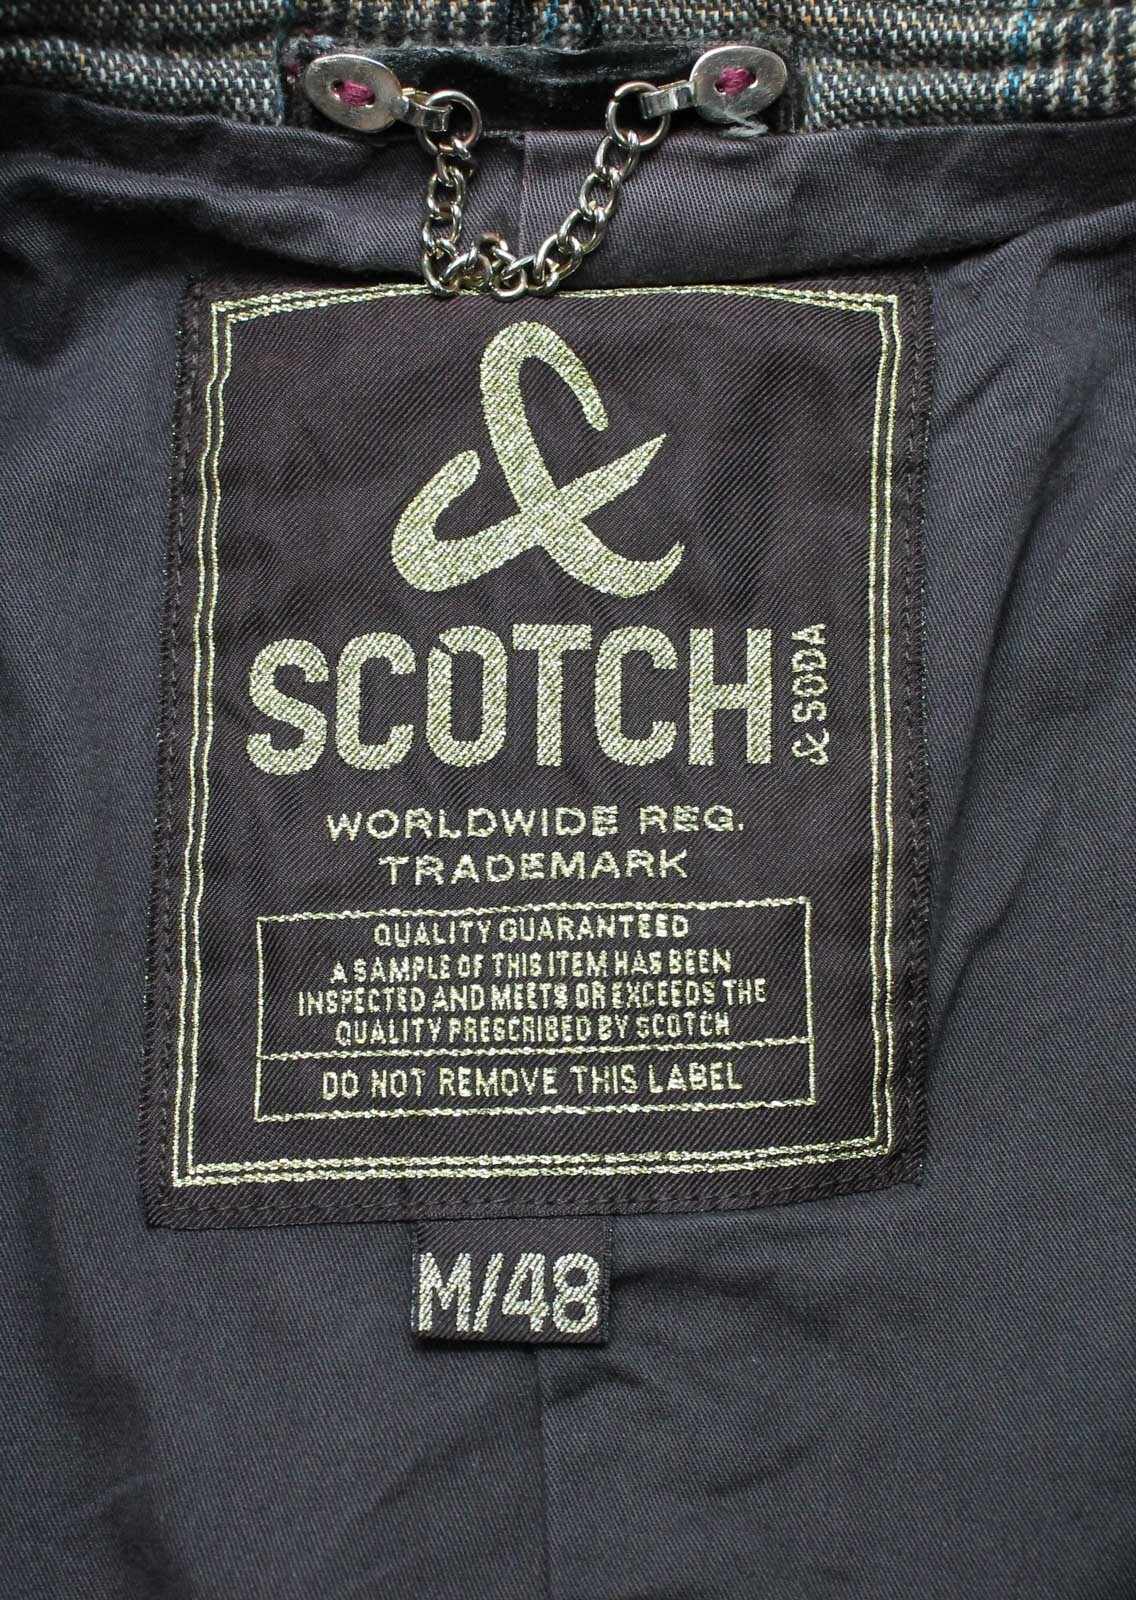 &
SCOTCH
& SODA
WORLDWIDE REG.
TRADEMARK
QUALITY GUARANTEED
A SAMPLE OF THIS ITEM HAS BEEN
INSPECTED AND MEETS OR EXCEEDS THE
QUALITY PRESCRIBED BY SCOTCH
DO NOT REMOVE THIS LABEL
M/48